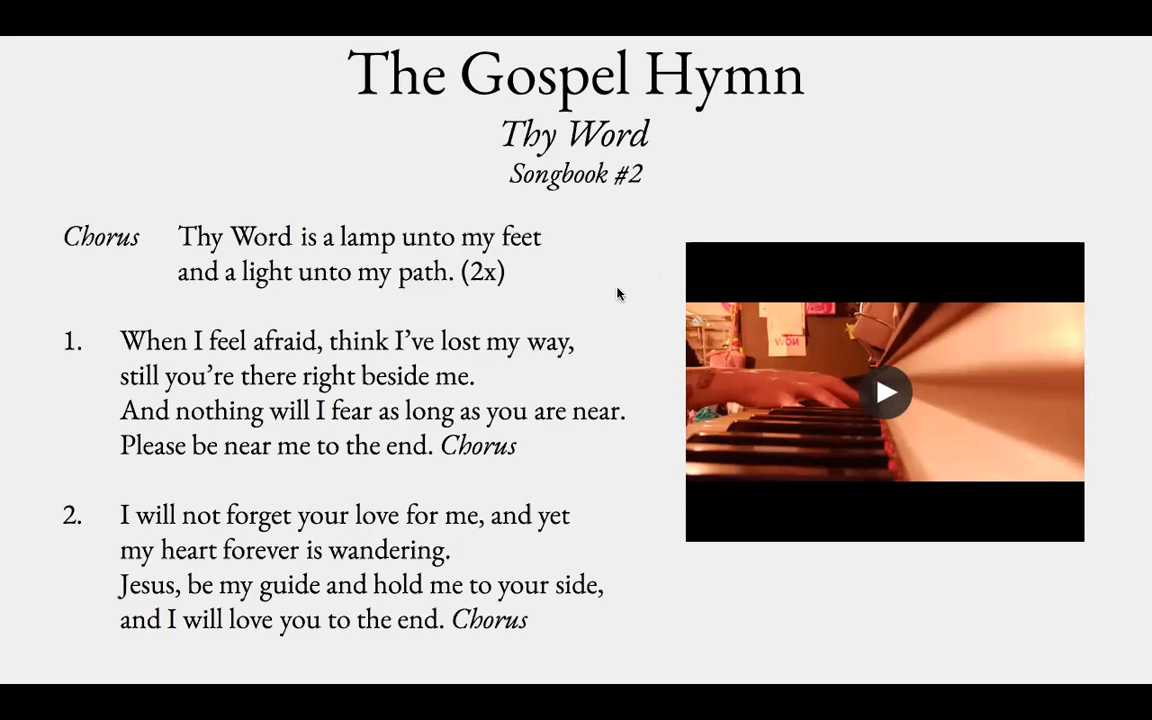 The Gospel Hymn
Thy Word
Songbook #2
Chorus Thy Word is a lamp unto my feet
and a light unto my path. (2x)
1. When I feel afraid, think I’ve lost my way,
still you’re there right beside me.
And nothing will I fear as long as you are near.
Please be near me to the end. Chorus
2. I will not forget your love for me, and yet
my heart forever is wandering.
Jesus, be my guide and hold me to your side,
and I will love you to the end. Chorus